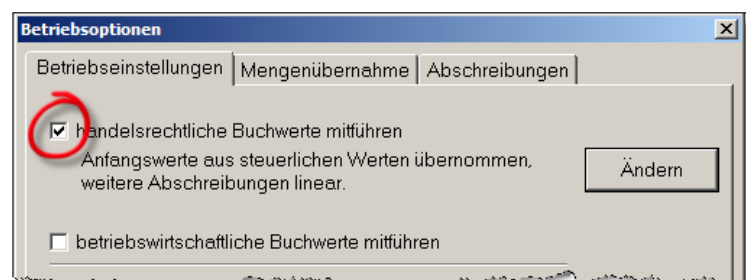 Betriebsoptionen
Betriebseinstellungen Mengenübernahme Abschreibungen
handelsrechtliche Buchwerte mitführen
Anfangswerte aus steuerlichen Werten übernommen,
weitere Abschreibungen linear.
Ändern
betriebswirtschaftliche Buchwerte mitführen